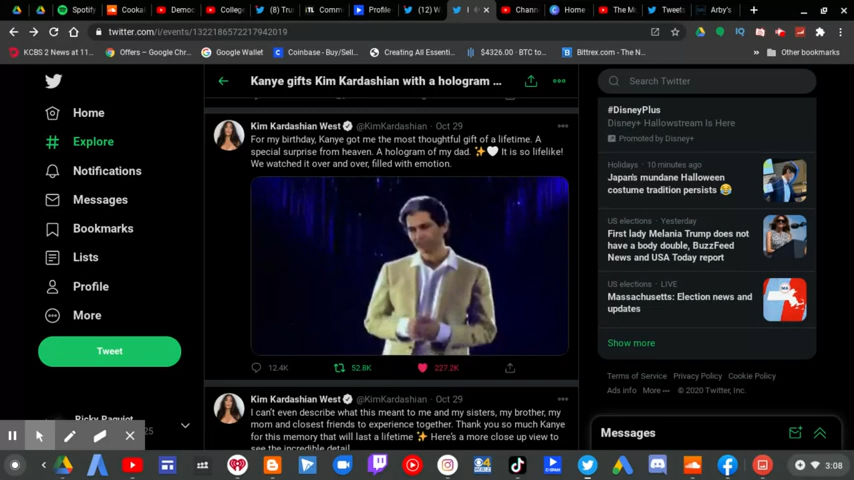 Spotify
Cooka
Democ
Colleg
(8) Tru
Comm
Profile
(12) W
Chann
Home
The M
Tweets
Arby's
twitter.com/i/events/1322186572217942019
KCBS 2 News at 11...
Offers – Google Chr...
Google Wallet
Coinbase - Buy/Sell...
Creating All Essenti...
$4326.00 - BTC to...
Bittrex.com - The N...
Other bookmarks
Home
Explore
Notifications
Messages
Bookmarks
Lists
Profile
More
Tweet
Kanye gifts Kim Kardashian with a hologram ...
Kim Kardashian West @KimKardashian · Oct 29
For my birthday, Kanye got me the most thoughtful gift of a lifetime. A
special surprise from heaven. A hologram of my dad. ✨🤍 It is so lifelike!
We watched it over and over, filled with emotion.
12.4K
52.8K
227.2K
Kim Kardashian West @KimKardashian · Oct 29
I can't even describe what this meant to me and my sisters, my brother, my
mom and closest friends to experience together. Thank you so much Kanye
for this memory that will last a lifetime ✨ Here's a more close up view to
see the incredible detail.
Search Twitter
#DisneyPlus
Disney+ Hallowstream Is Here
Promoted by Disney+
Holidays · 10 minutes ago
Japan's mundane Halloween
costume tradition persists 😂
US elections · Yesterday
First lady Melania Trump does not
have a body double, BuzzFeed
News and USA Today report
US elections · LIVE
Massachusetts: Election news and
updates
Show more
Terms of Service Privacy Policy Cookie Policy
Ads info More ··· © 2020 Twitter, Inc.
Messages
3:08